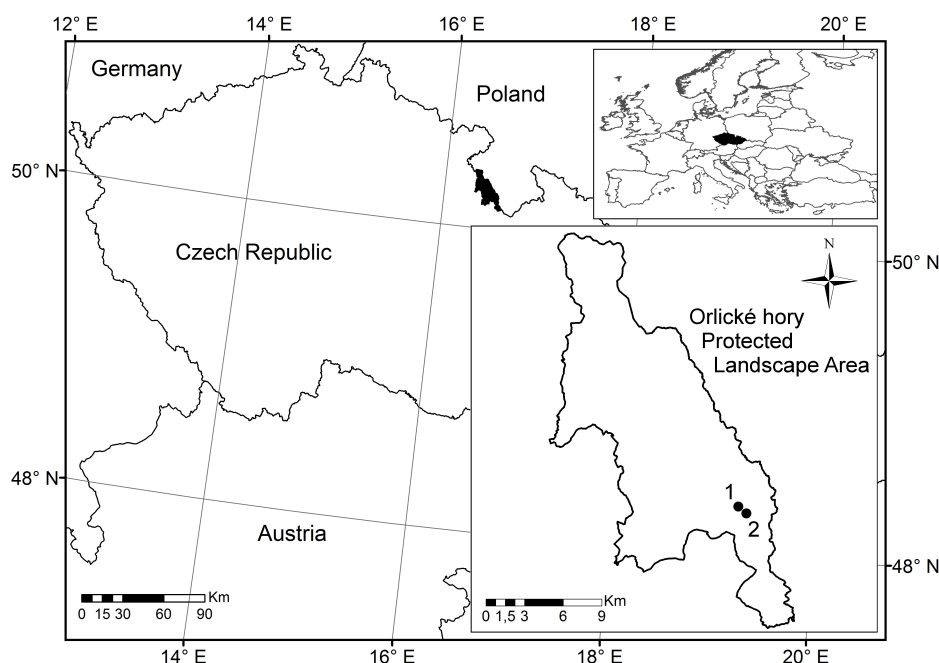 12° E 14° E 16° E 18° E 20° E
Germany
Poland
50° N
Czech Republic
N
50° N
Orlické hory
Protected
Landscape Area
48° N
1
2
Austria
48° N
0 15 30 60 90 Km
0 1,5 3 6 9 Km
14° E 16° E 18° E 20° E